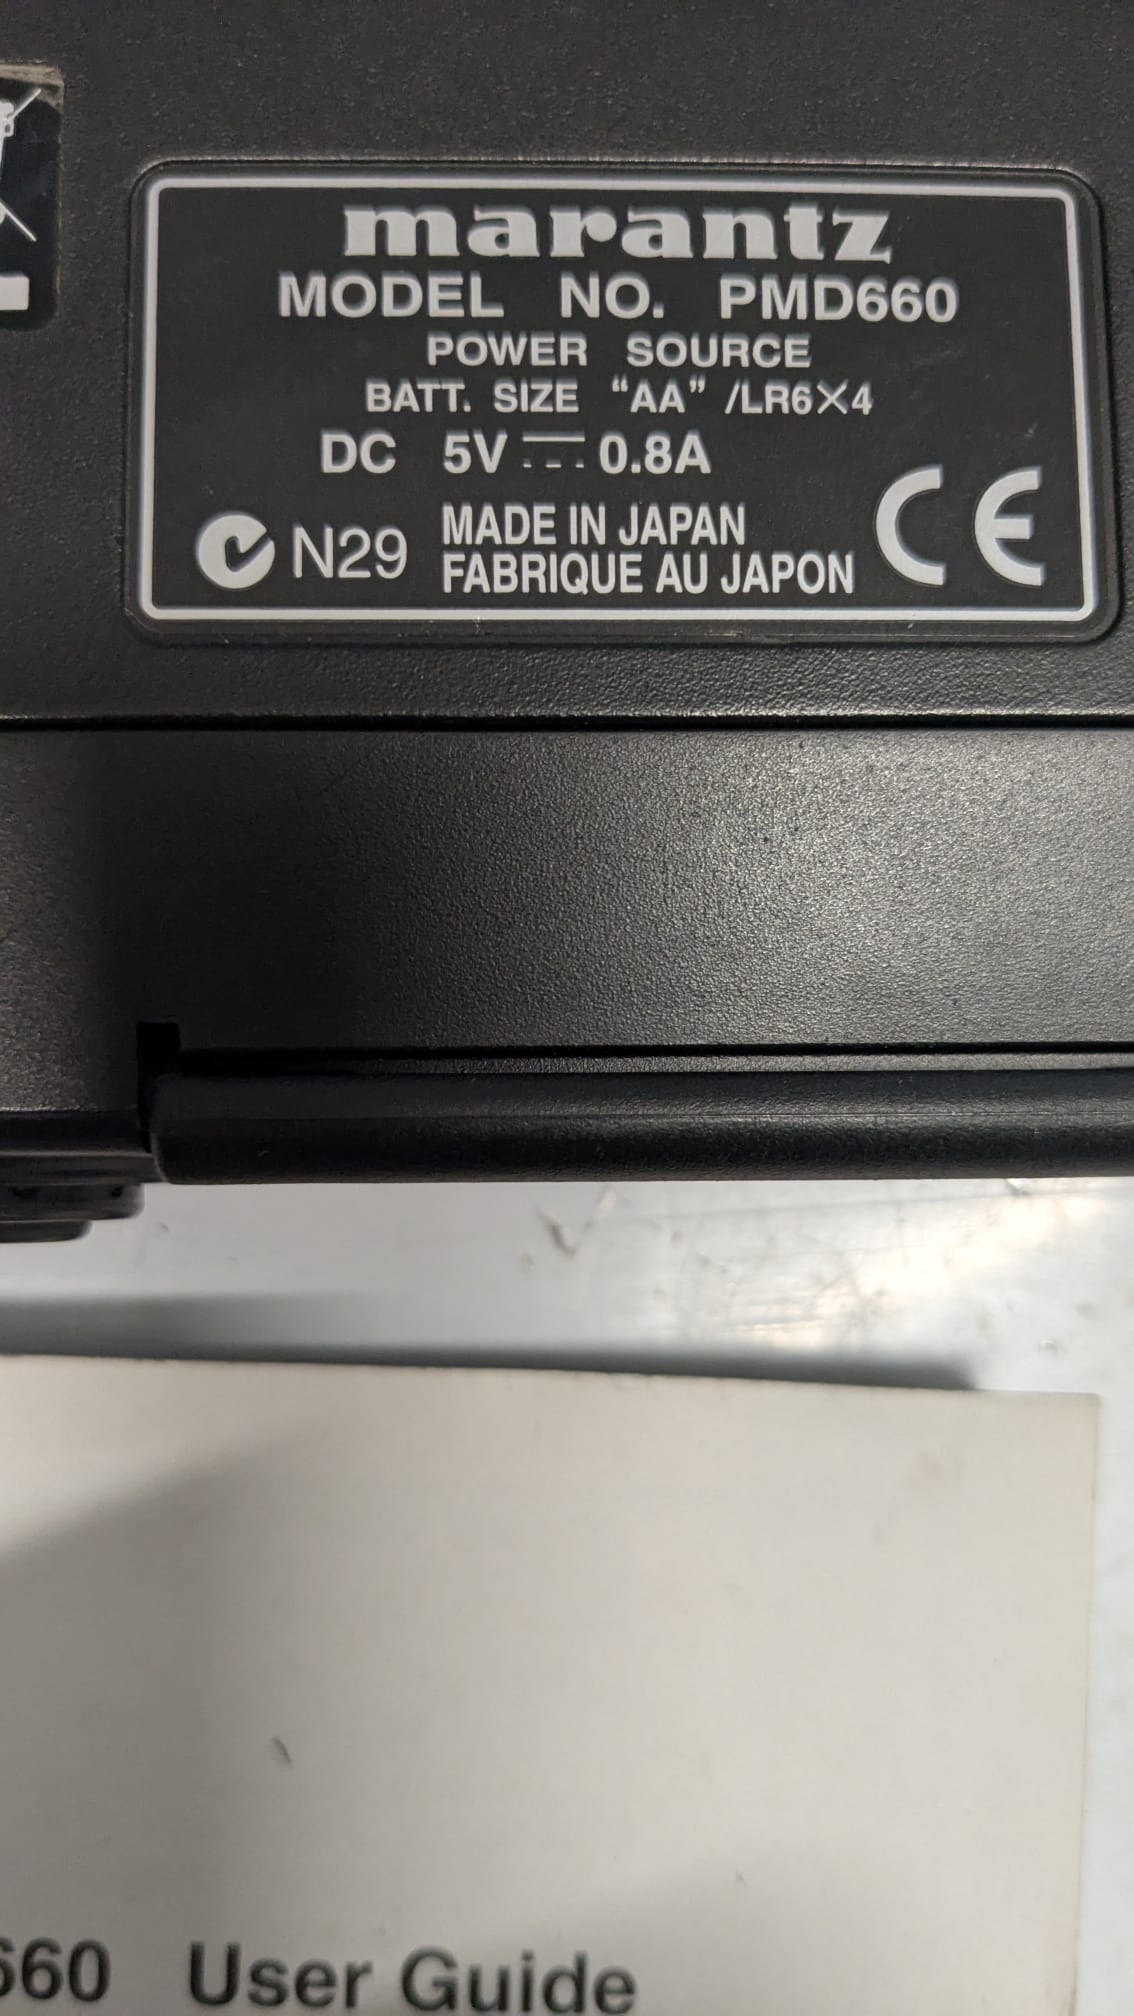 marantz
MODEL NO. PMD660
POWER SOURCE
BATT. SIZE “AA” /LR6×4
DC 5V ⎓ 0.8A
N29
MADE IN JAPAN
FABRIQUE AU JAPON
CE
660 User Guide